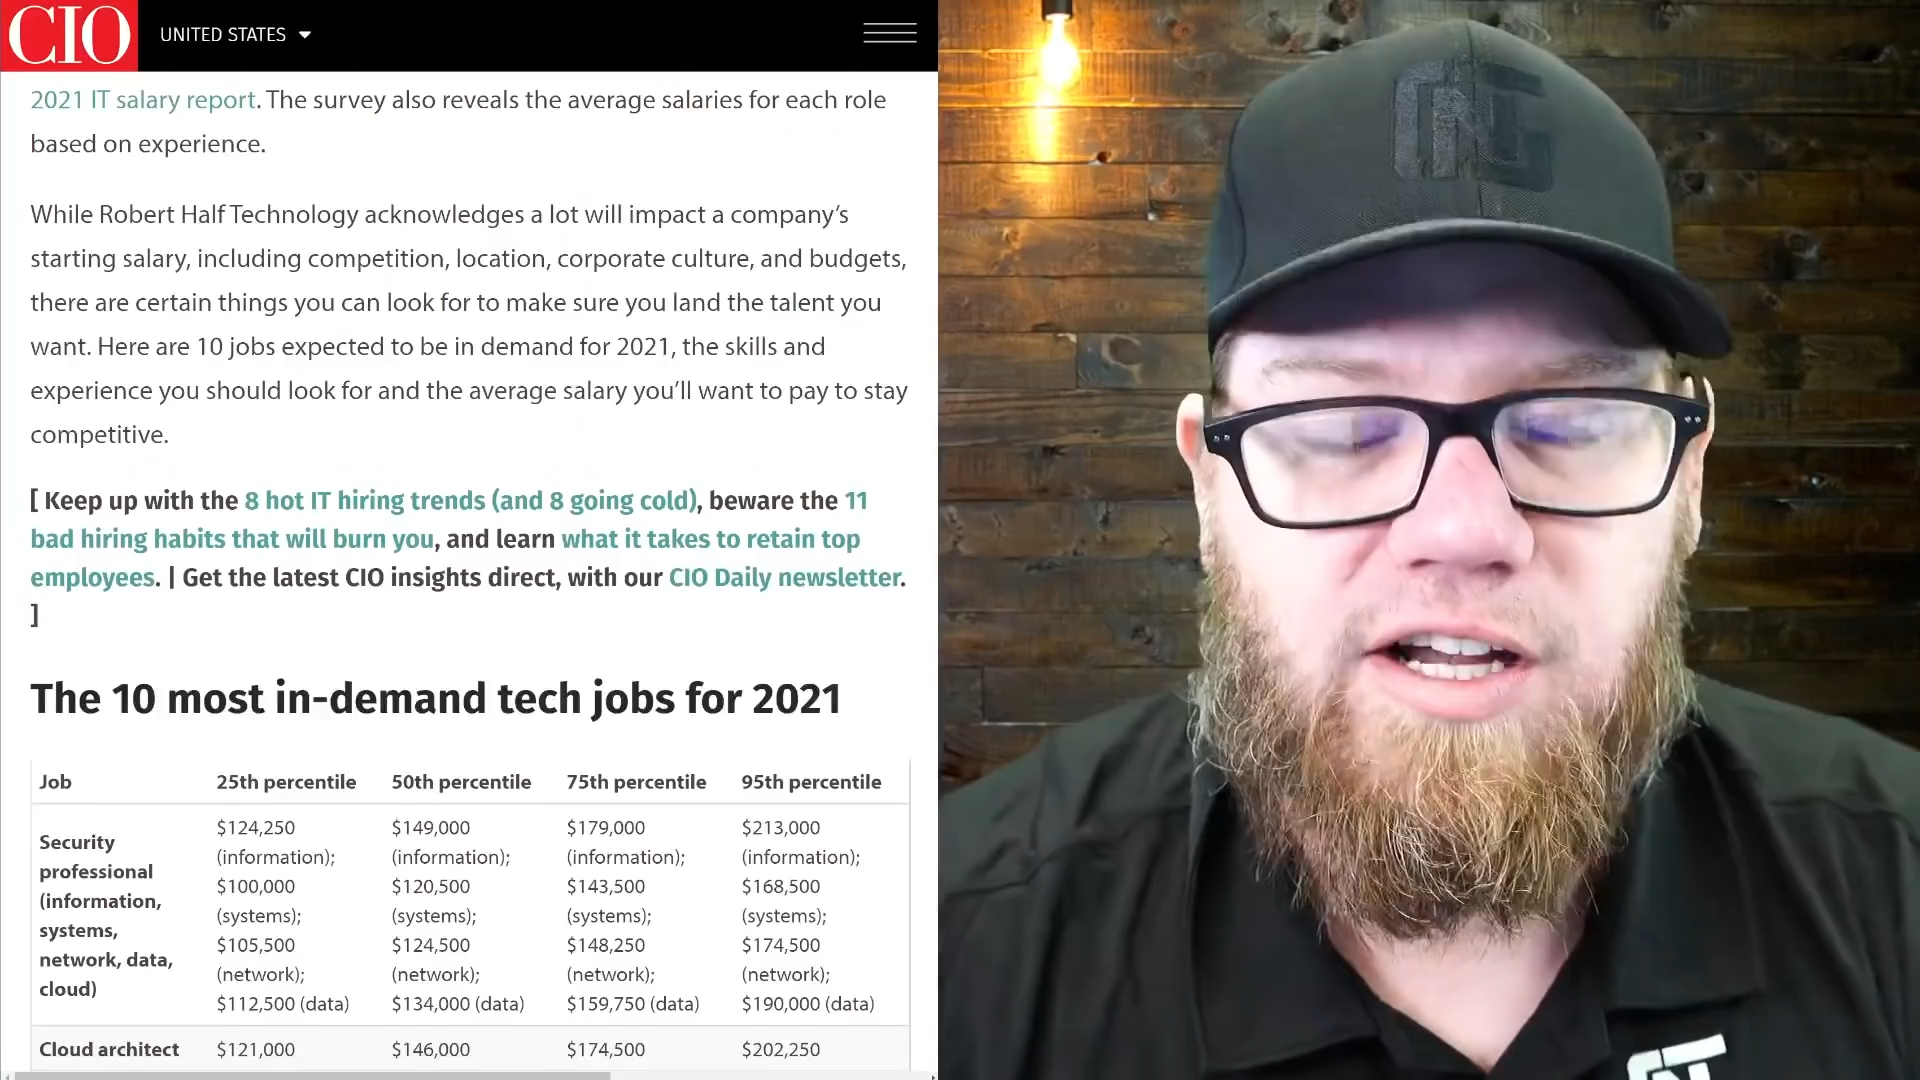 CIO
UNITED STATES
2021 IT salary report. The survey also reveals the average salaries for each role
based on experience.
While Robert Half Technology acknowledges a lot will impact a company’s
starting salary, including competition, location, corporate culture, and budgets,
there are certain things you can look for to make sure you land the talent you
want. Here are 10 jobs expected to be in demand for 2021, the skills and
experience you should look for and the average salary you’ll want to pay to stay
competitive.
[ Keep up with the 8 hot IT hiring trends (and 8 going cold), beware the 11
bad hiring habits that will burn you, and learn what it takes to retain top
employees. | Get the latest CIO insights direct, with our CIO Daily newsletter.
]
The 10 most in-demand tech jobs for 2021
Job 25th percentile 50th percentile 75th percentile 95th percentile
Security
professional
(information,
systems,
network, data,
cloud)
$124,250
(information);
$100,000
(systems);
$105,500
(network);
$112,500 (data)
$149,000
(information);
$120,500
(systems);
$124,500
(network);
$134,000 (data)
$179,000
(information);
$143,500
(systems);
$148,250
(network);
$159,750 (data)
$213,000
(information);
$168,500
(systems);
$174,500
(network);
$190,000 (data)
Cloud architect $121,000 $146,000 $174,500 $202,250